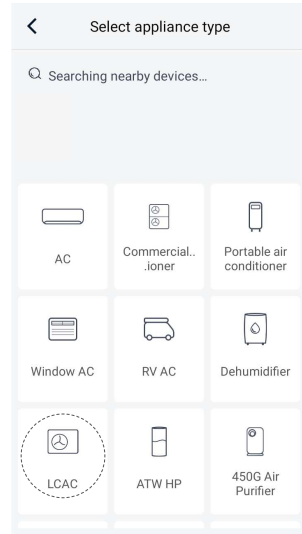 Select appliance type
Searching nearby devices...
AC
Commercial..
.ioner
Portable air
conditioner
Window AC
RV AC
Dehumidifier
LCAC
ATW HP
450G Air
Purifier